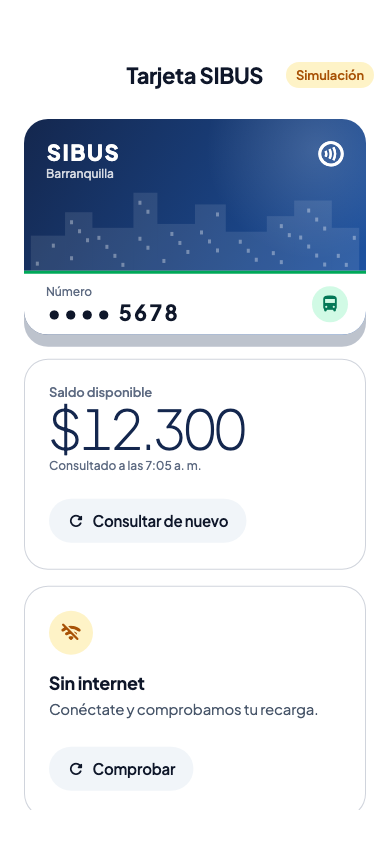 Tarjeta SIBUS
Simulación
SIBUS
Barranquilla
Número
●●●● 5678
Saldo disponible
$12.300
Consultado a las 7:05 a. m.
Consultar de nuevo
Sin internet
Conéctate y comprobamos tu recarga.
Comprobar